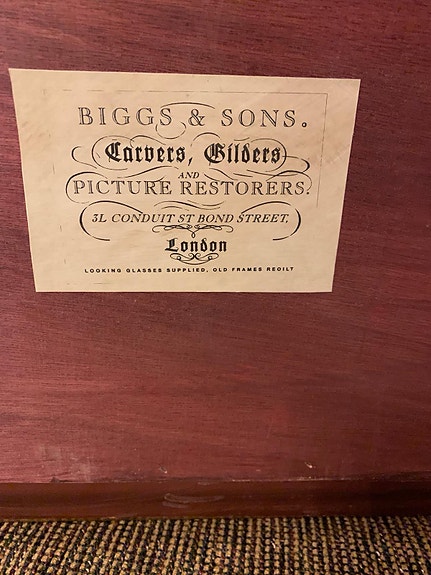 BIGGS & SONS.
Carvers, Gilders
AND
PICTURE RESTORERS.
3L CONDUIT ST BOND STREET,
London
LOOKING GLASSES SUPPLIED, OLD FRAMES REGILT